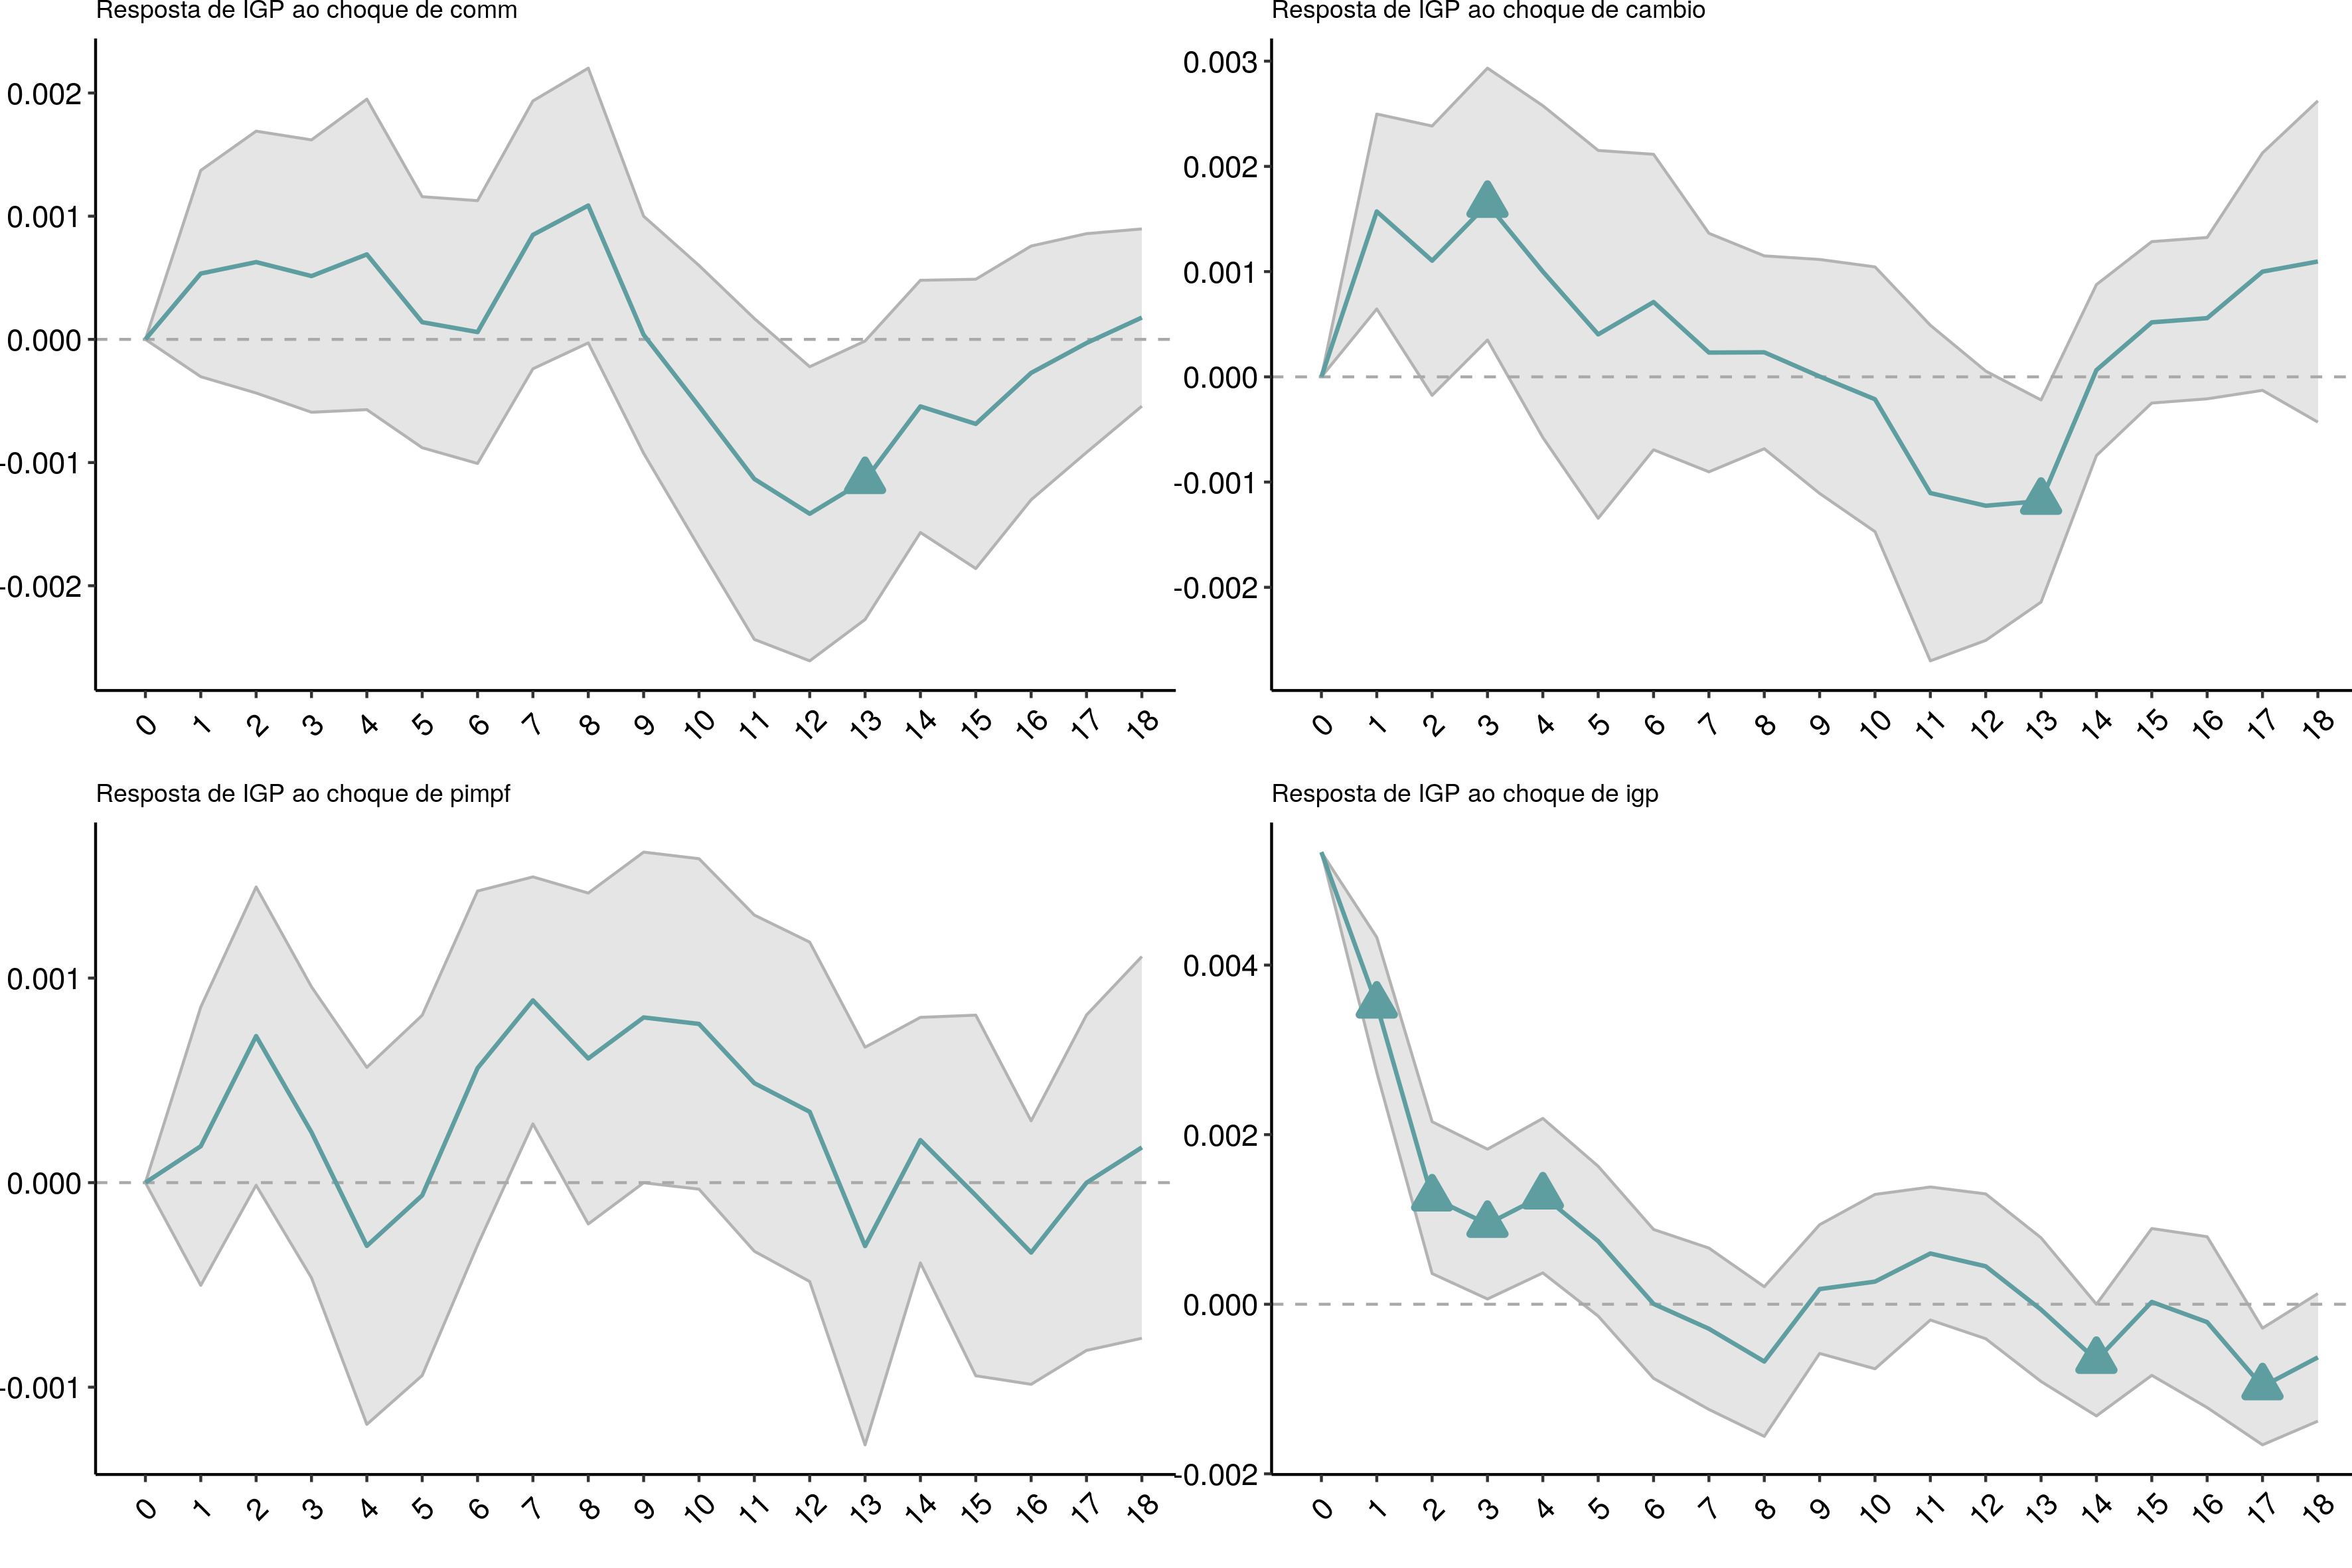 Resposta de IGP ao choque de comm
0.002
0.001
0.000
-0.001
-0.002
0 1 2 3 4 5 6 7 8 9 10 11 12 13 14 15 16 17 18
Resposta de IGP ao choque de cambio
0.003
0.002
0.001
0.000
-0.001
-0.002
0 1 2 3 4 5 6 7 8 9 10 11 12 13 14 15 16 17 18
Resposta de IGP ao choque de pimpf
0.001
0.000
-0.001
0 1 2 3 4 5 6 7 8 9 10 11 12 13 14 15 16 17 18
Resposta de IGP ao choque de igp
0.004
0.002
0.000
-0.002
0 1 2 3 4 5 6 7 8 9 10 11 12 13 14 15 16 17 18